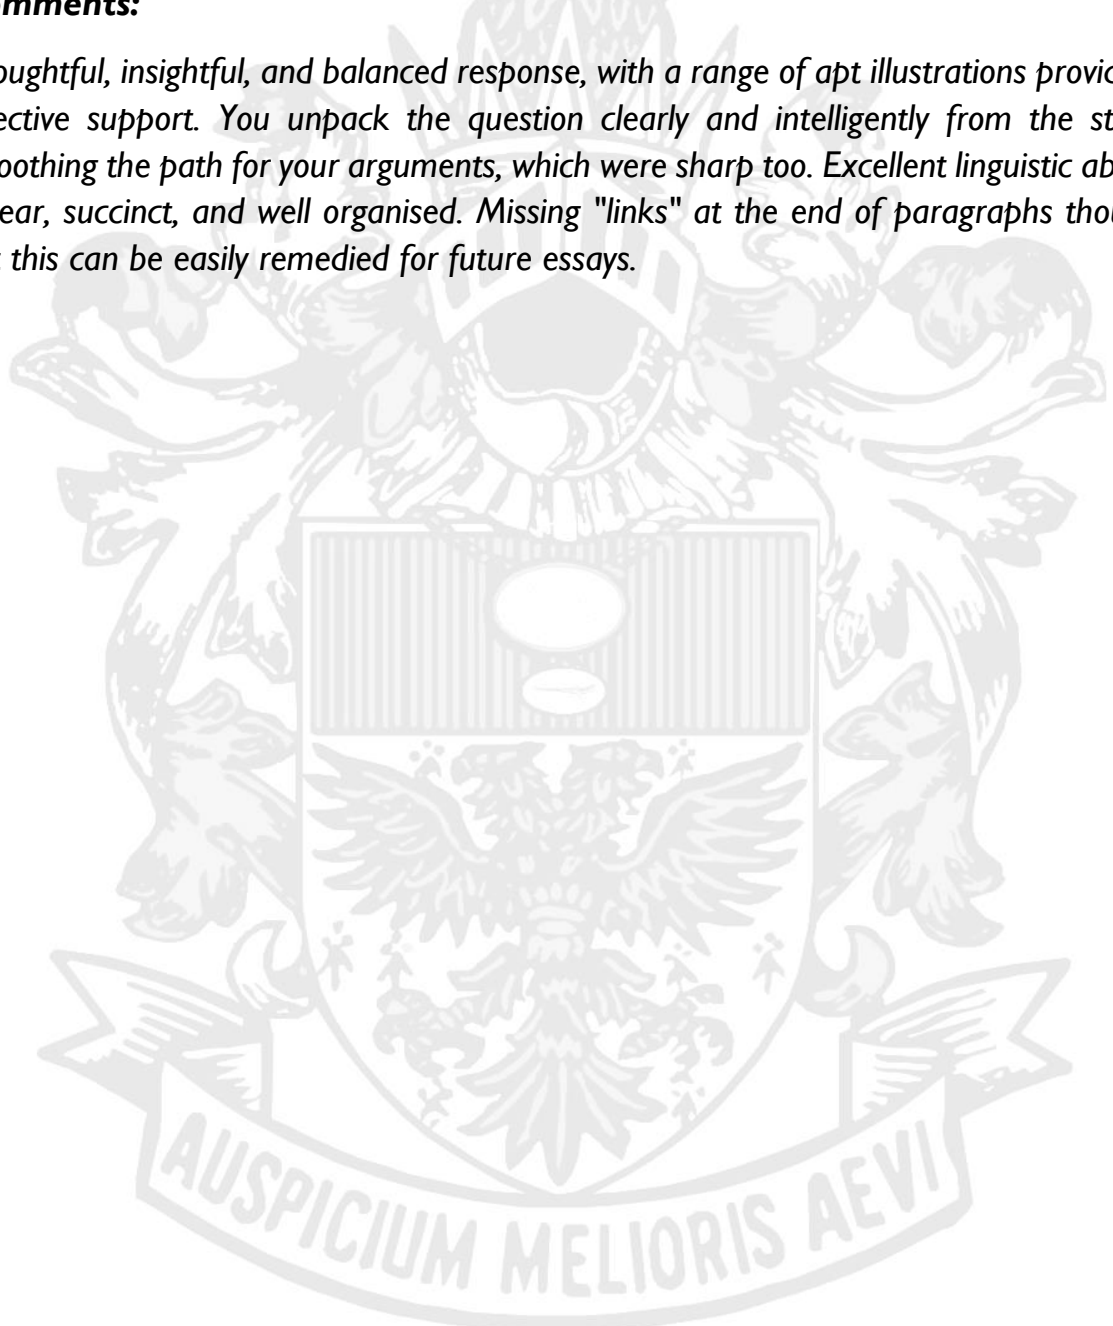 omments:
oughtful, insightful, and balanced response, with a range of apt illustrations provic
ective support. You unpack the question clearly and intelligently from the st
oothing the path for your arguments, which were sharp too. Excellent linguistic ab
ear, succinct, and well organised. Missing "links" at the end of paragraphs thou
t this can be easily remedied for future essays.
AUSPICIUM MELIORIS AEVI